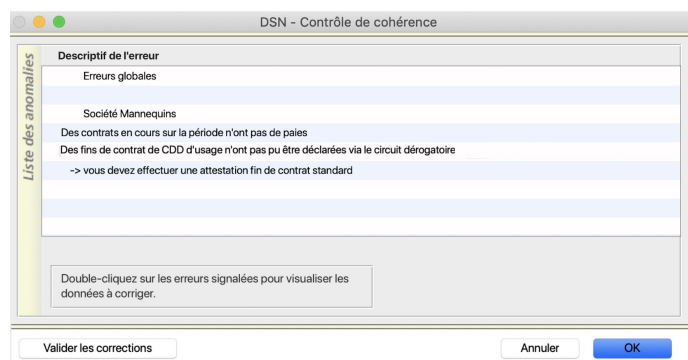 DSN - Contrôle de cohérence
Liste des anomalies
Descriptif de l'erreur
Erreurs globales
Société Mannequins
Des contrats en cours sur la période n'ont pas de paies
Des fins de contrat de CDD d'usage n'ont pas pu être déclarées via le circuit dérogatoire
-> vous devez effectuer une attestation fin de contrat standard
Double-cliquez sur les erreurs signalées pour visualiser les
données à corriger.
Valider les corrections
Annuler
OK